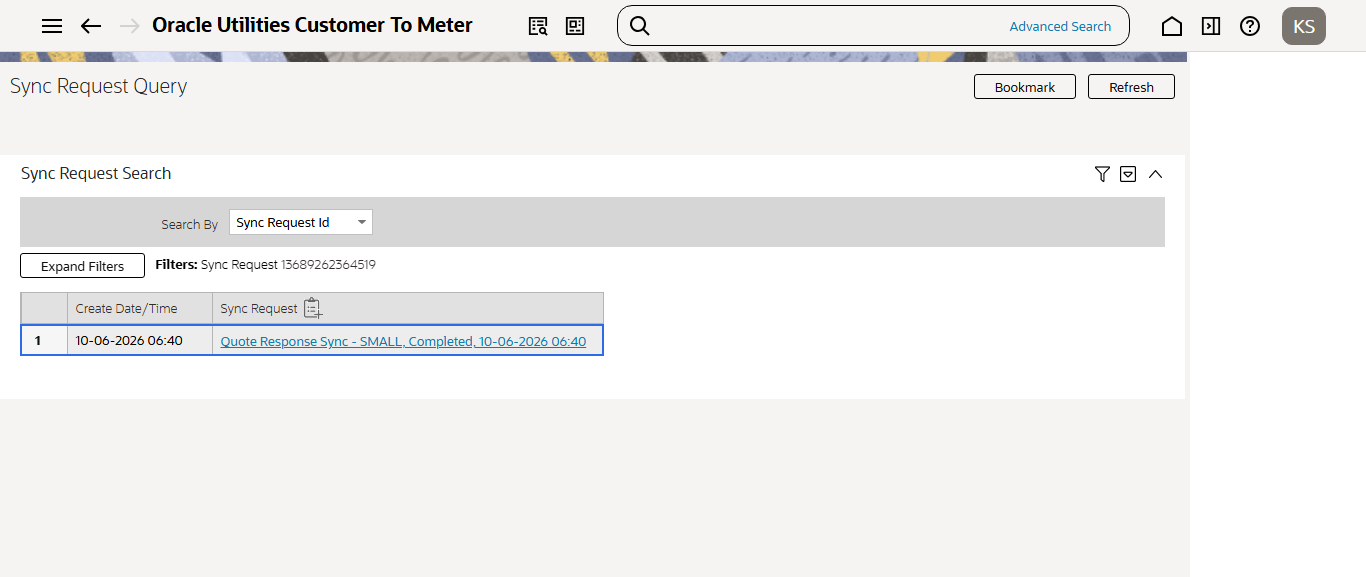 Oracle Utilities Customer To Meter
Advanced Search
KS
Sync Request Query
Bookmark
Refresh
Sync Request Search
Search By
Sync Request Id
Expand Filters
Filters: Sync Request 13689262364519
Create Date/Time
Sync Request
1
10-06-2026 06:40
Quote Response Sync - SMALL, Completed, 10-06-2026 06:40